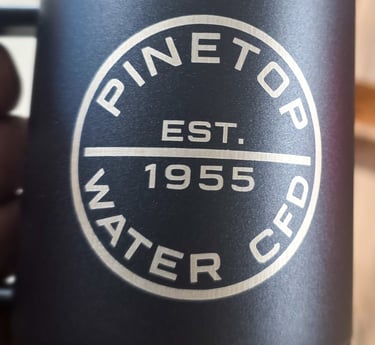 PINETOP
EST.
1955
WATER CFD